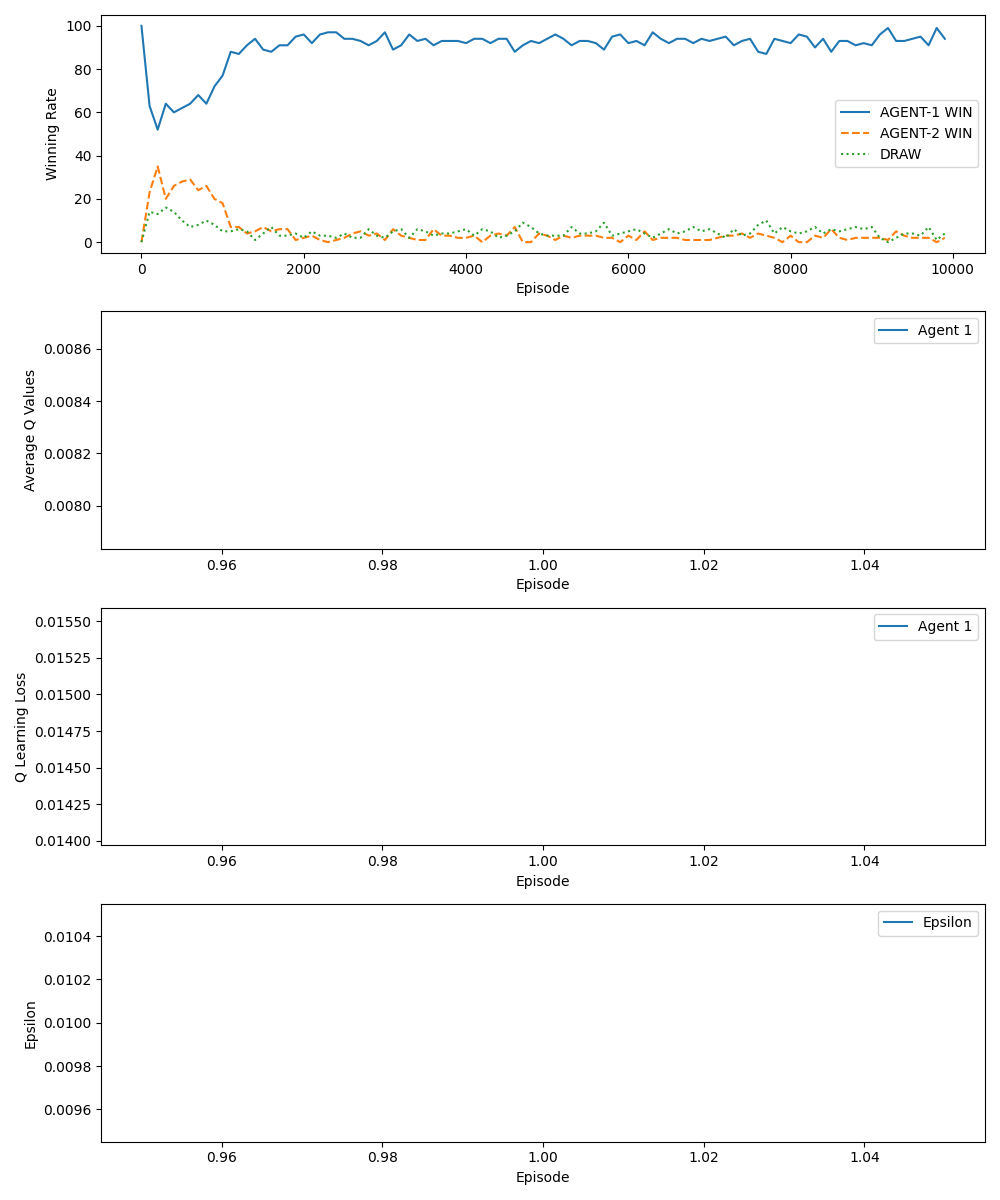 100
80
60
40
20
0
Winning Rate
AGENT-1 WIN
AGENT-2 WIN
DRAW
0 2000 4000 6000 8000 10000
Episode
0.0086
0.0084
0.0082
0.0080
Average Q Values
Agent 1
0.96 0.98 1.00 1.02 1.04
Episode
0.01550
0.01525
0.01500
0.01475
0.01450
0.01425
0.01400
Q Learning Loss
Agent 1
0.96 0.98 1.00 1.02 1.04
Episode
0.0104
0.0102
0.0100
0.0098
0.0096
Epsilon
Epsilon
0.96 0.98 1.00 1.02 1.04
Episode